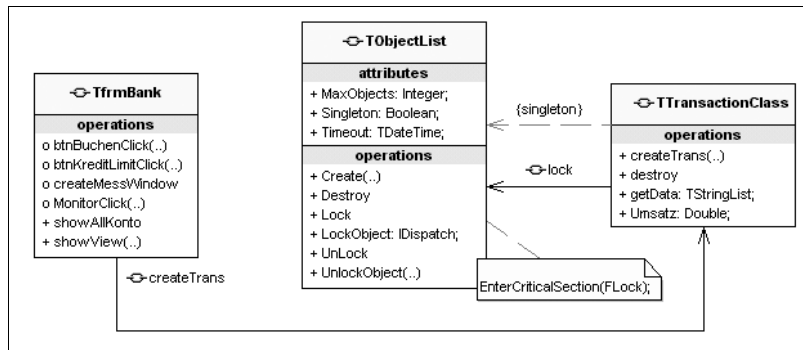 TfrmBank
operations
o btnBuchenClick(..)
o btnKreditLimitClick(..)
o createMessWindow
o MonitorClick(..)
+ showAllKonto
+ showView(..)
createTrans
TObjectList
attributes
+ MaxObjects: Integer;
+ Singleton: Boolean;
+ Timeout: TDateTime;
operations
+ Create(..)
+ Destroy
+ Lock
+ LockObject: IDispatch;
+ UnLock
+ UnlockObject(..)
EnterCriticalSection(FLock);
{singleton}
lock
TTransactionClass
operations
+ createTrans(..)
+ destroy
+ getData: TStringList;
+ Umsatz: Double;